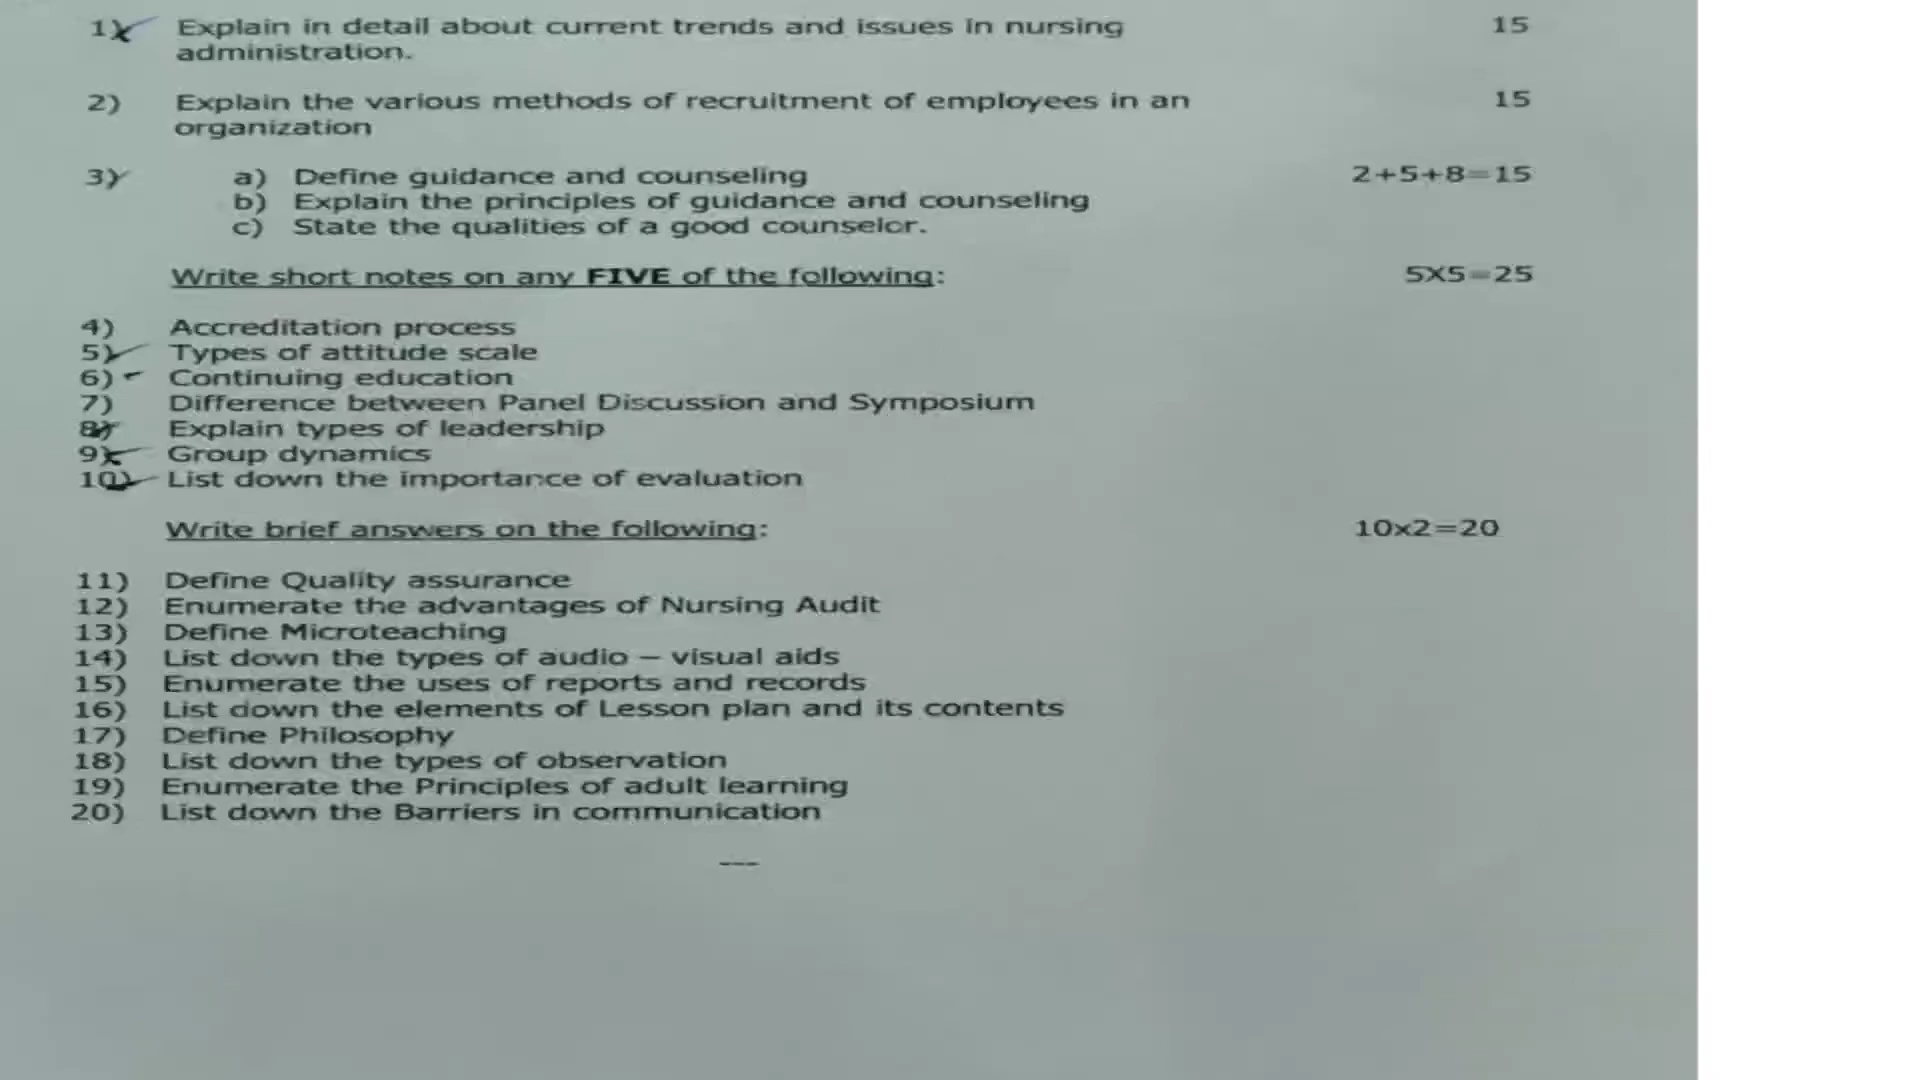 1) Explain in detail about current trends and issues in nursing 15
administration.
2) Explain the various methods of recruitment of employees in an 15
organization
3) a) Define guidance and counseling 2+5+8=15
b) Explain the principles of guidance and counseling
c) State the qualities of a good counselor.
Write short notes on any FIVE of the following: 5X5=25
4) Accreditation process
5) Types of attitude scale
6) Continuing education
7) Difference between Panel Discussion and Symposium
8) Explain types of leadership
9) Group dynamics
10) List down the importance of evaluation
Write brief answers on the following: 10x2=20
11) Define Quality assurance
12) Enumerate the advantages of Nursing Audit
13) Define Microteaching
14) List down the types of audio – visual aids
15) Enumerate the uses of reports and records
16) List down the elements of Lesson plan and its contents
17) Define Philosophy
18) List down the types of observation
19) Enumerate the Principles of adult learning
20) List down the Barriers in communication
---